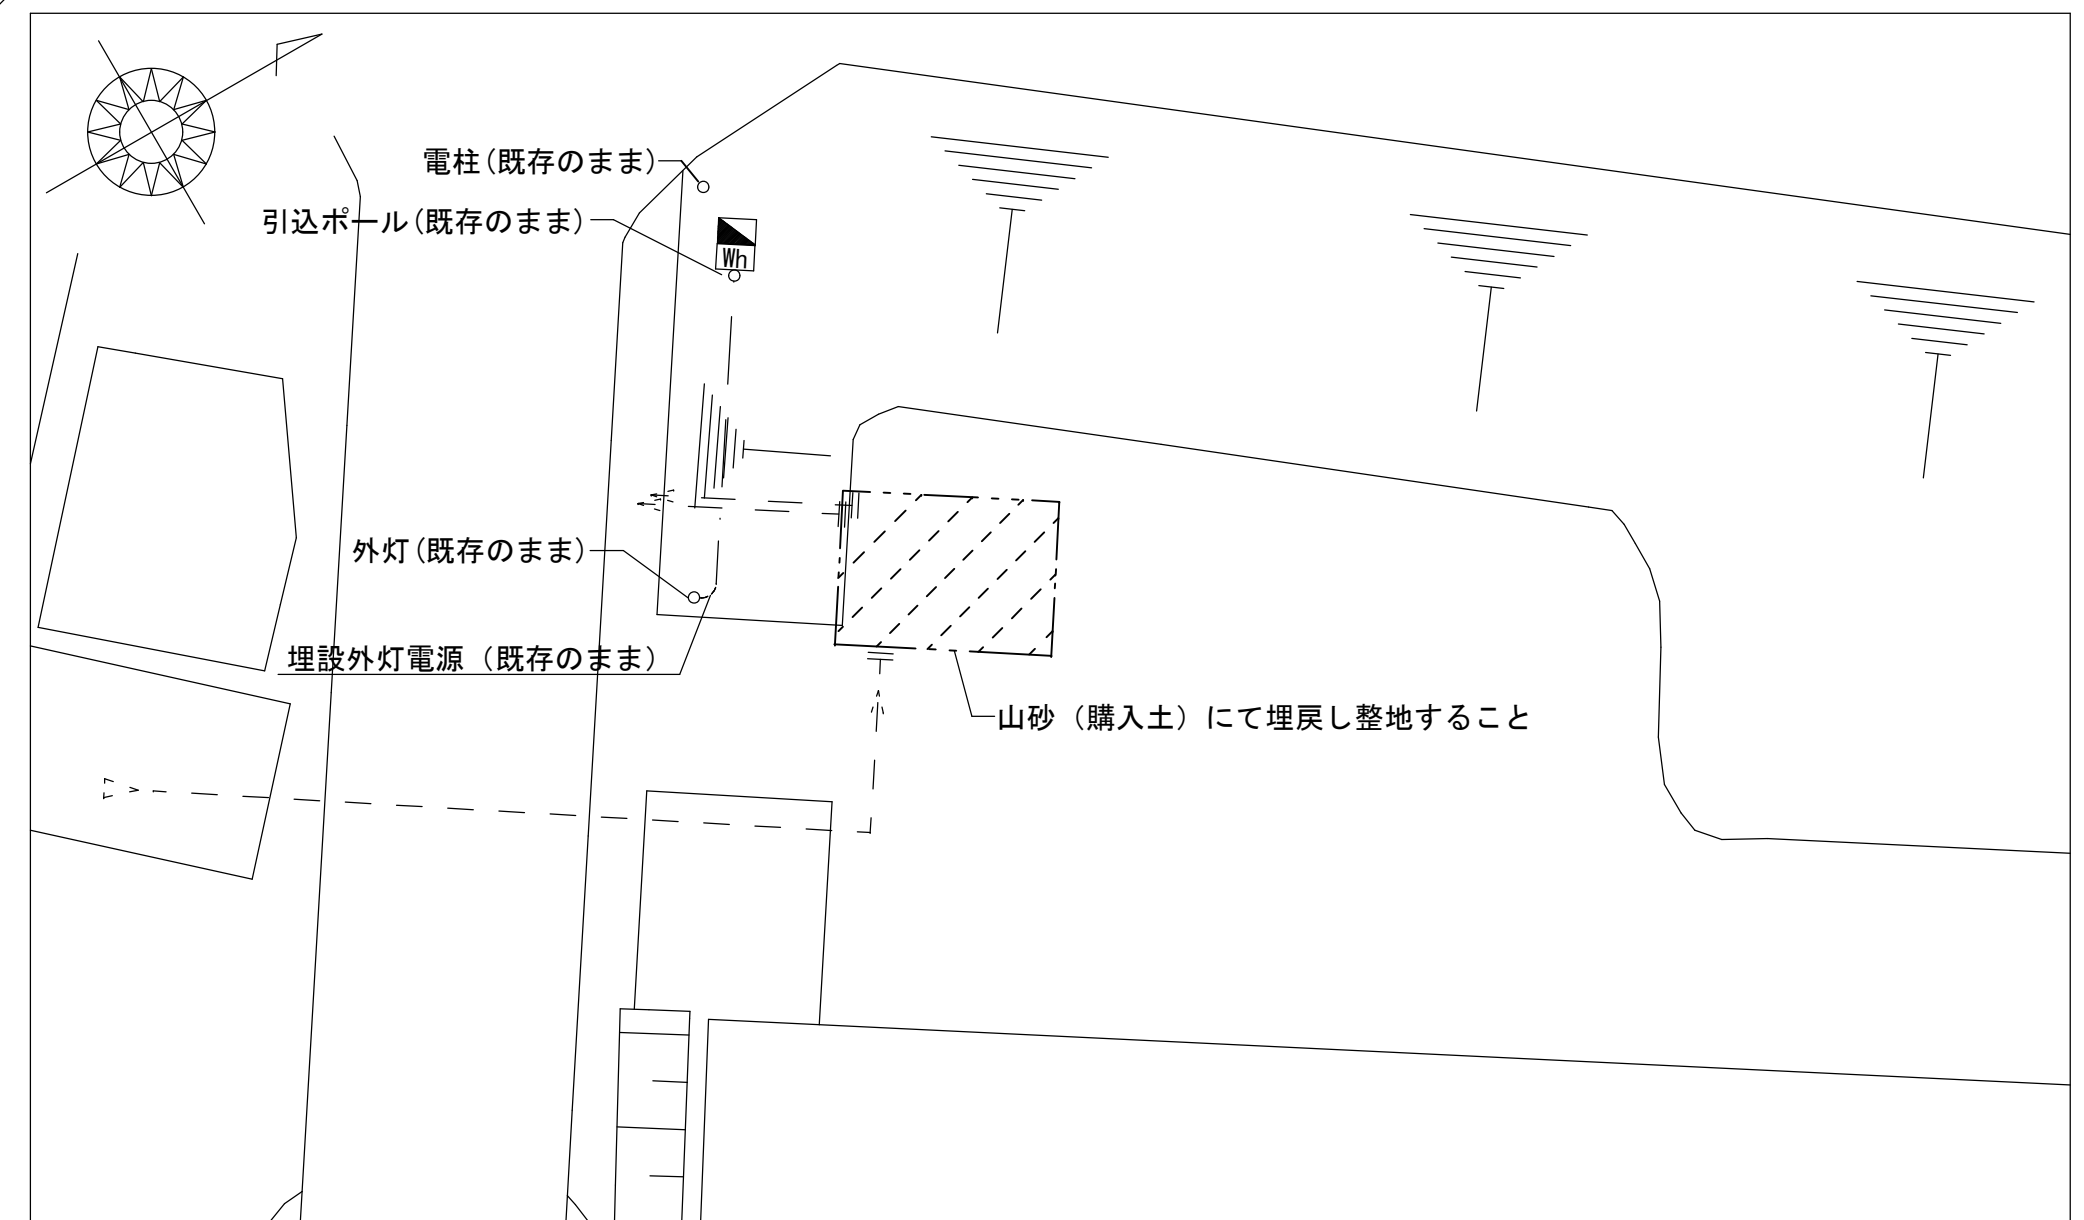 電柱(既存のまま)
引込ポール(既存のまま)
Wh
外灯(既存のまま)
埋設外灯電源（既存のまま）
山砂（購入土）にて埋戻し整地すること